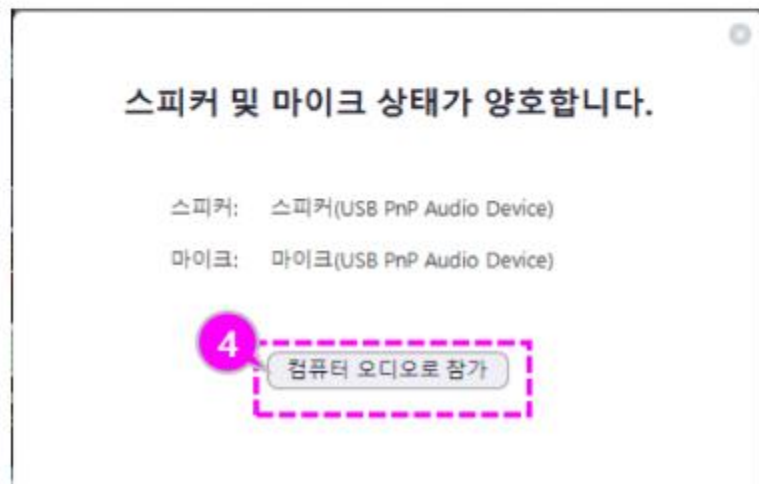 스피커 및 마이크 상태가 양호합니다.
스피커: 스피커(USB PnP Audio Device)
마이크: 마이크(USB PnP Audio Device)
4
컴퓨터 오디오로 참가